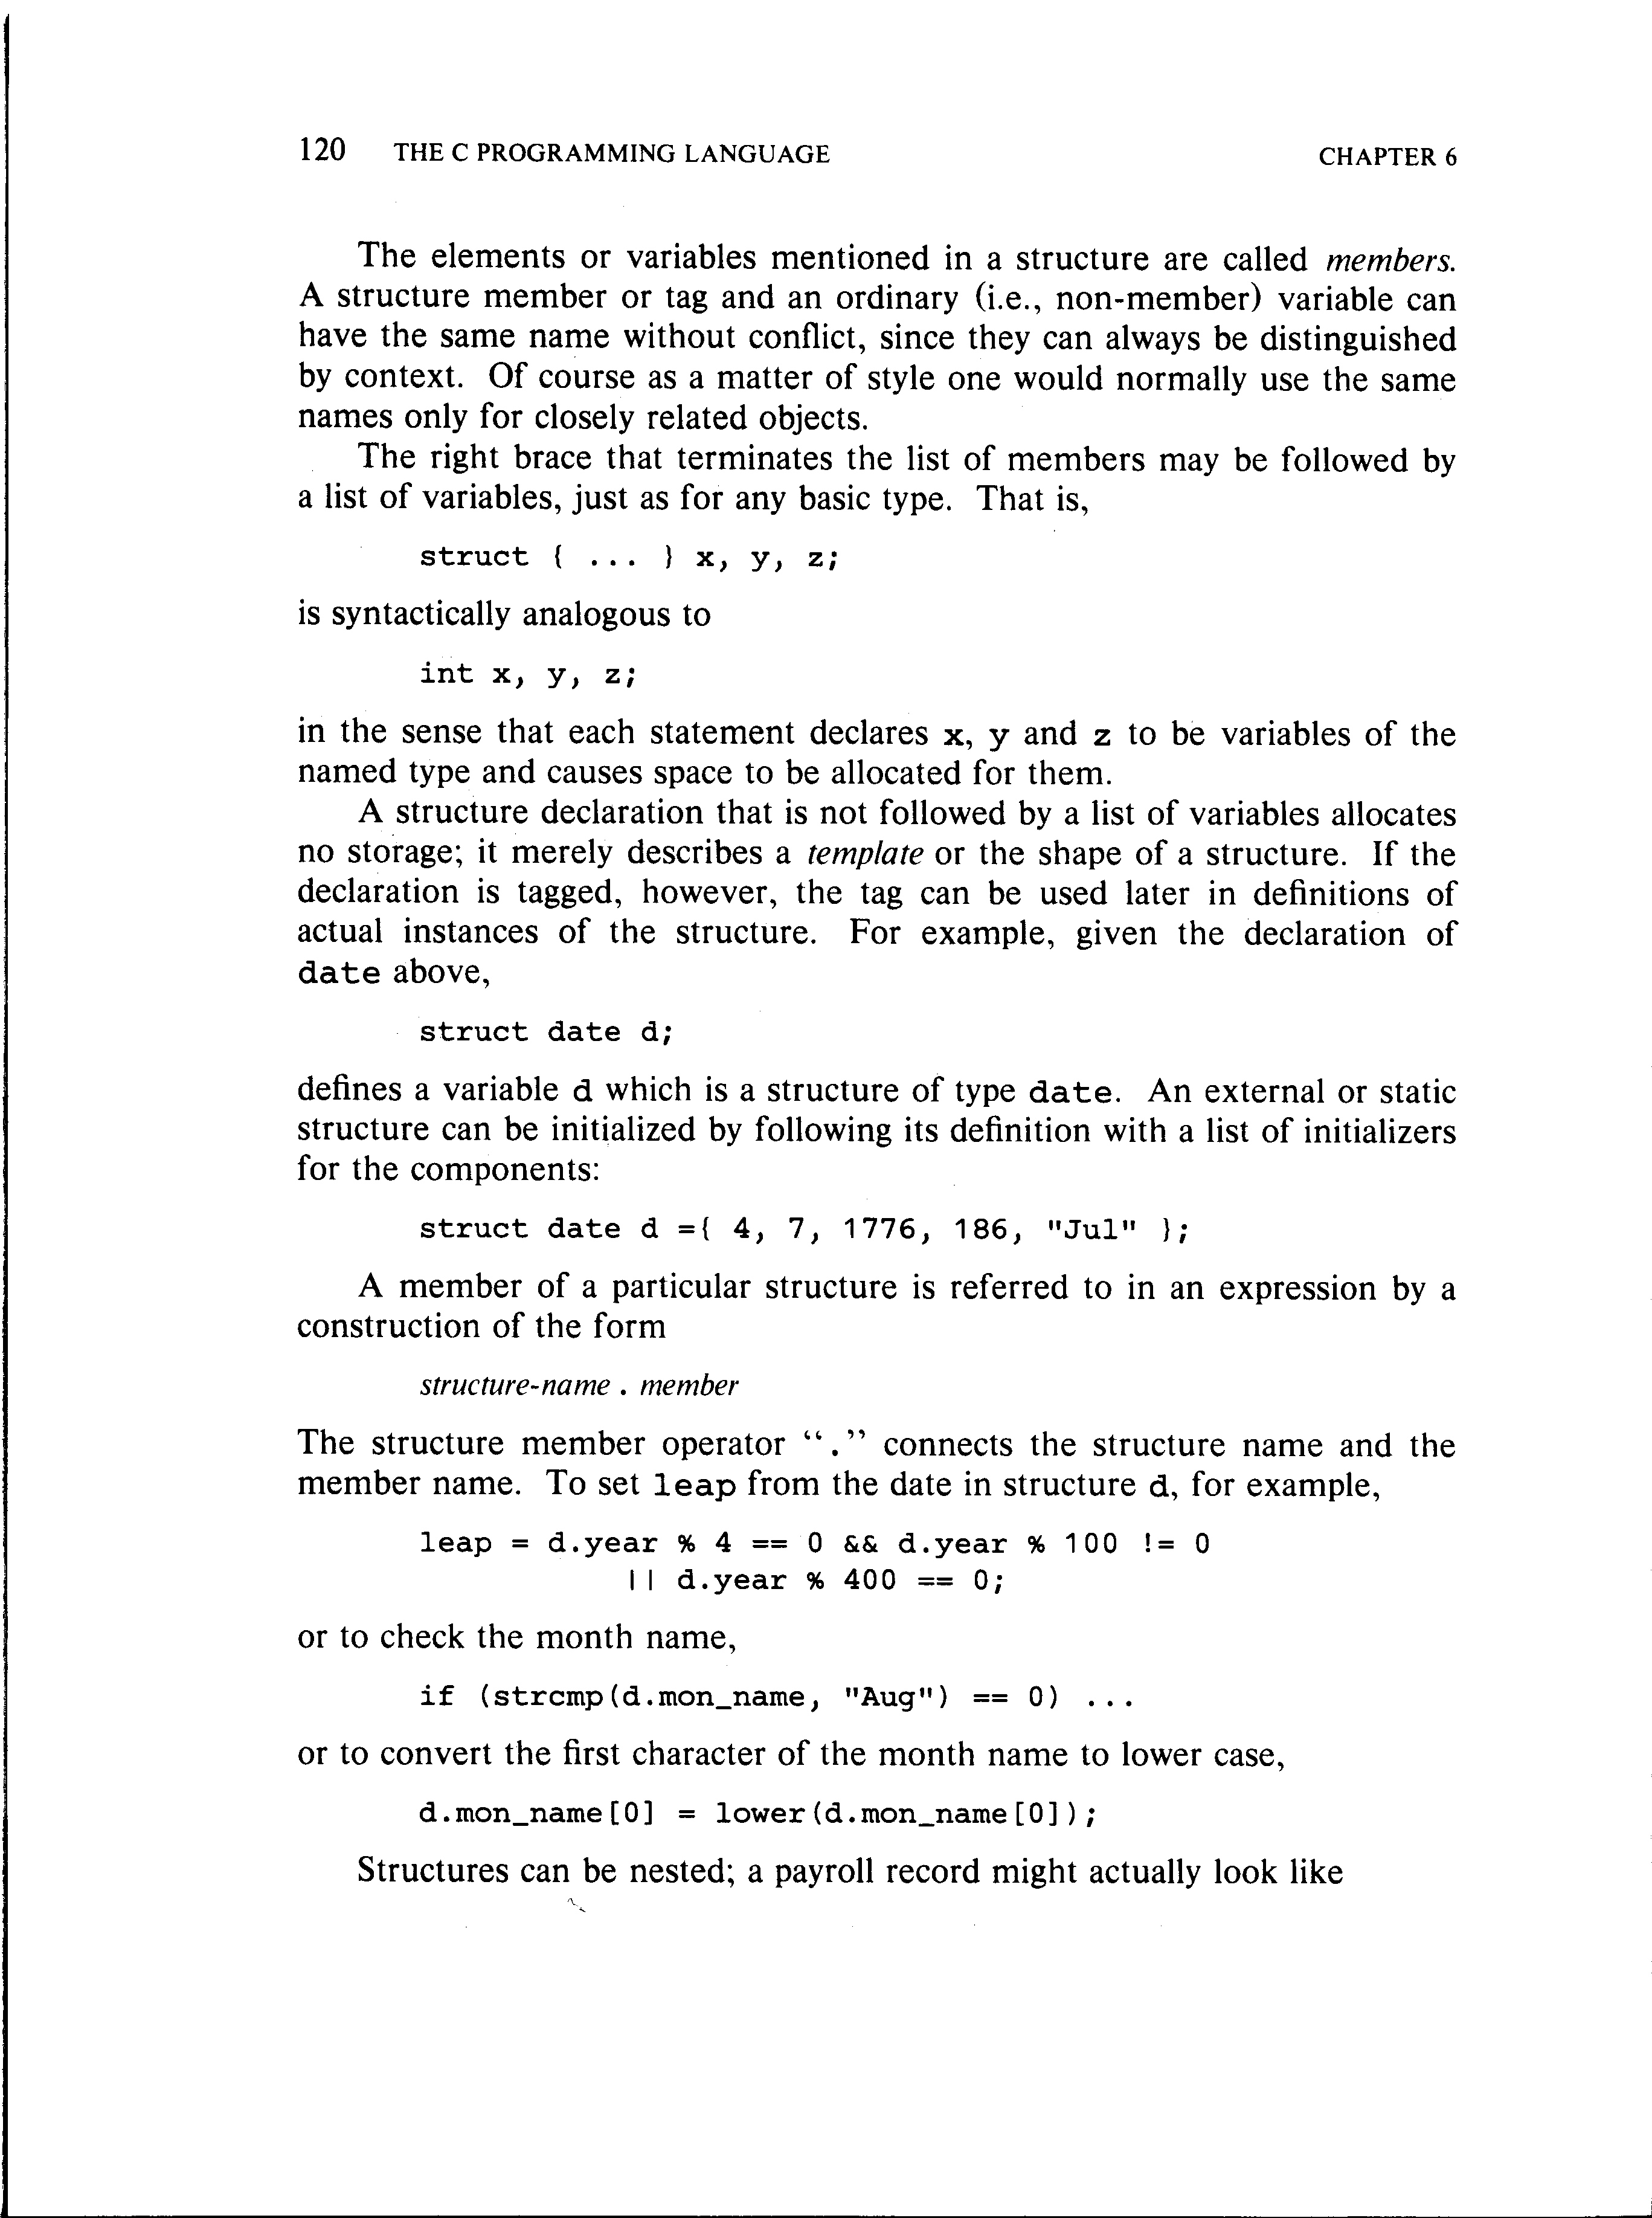 120 THE C PROGRAMMING LANGUAGE CHAPTER 6
The elements or variables mentioned in a structure are called members.
A structure member or tag and an ordinary (i.e., non-member) variable can
have the same name without conflict, since they can always be distinguished
by context. Of course as a matter of style one would normally use the same
names only for closely related objects.
The right brace that terminates the list of members may be followed by
a list of variables, just as for any basic type. That is,
struct { ... } x, y, z;
is syntactically analogous to
int x, y, z;
in the sense that each statement declares x, y and z to be variables of the
named type and causes space to be allocated for them.
A structure declaration that is not followed by a list of variables allocates
no storage; it merely describes a template or the shape of a structure. If the
declaration is tagged, however, the tag can be used later in definitions of
actual instances of the structure. For example, given the declaration of
date above,
struct date d;
defines a variable d which is a structure of type date. An external or static
structure can be initialized by following its definition with a list of initializers
for the components:
struct date d ={ 4, 7, 1776, 186, "Jul" };
A member of a particular structure is referred to in an expression by a
construction of the form
structure-name . member
The structure member operator “.” connects the structure name and the
member name. To set leap from the date in structure d, for example,
leap = d.year % 4 == 0 && d.year % 100 != 0
|| d.year % 400 == 0;
or to check the month name,
if (strcmp(d.mon_name, "Aug") == 0) ...
or to convert the first character of the month name to lower case,
d.mon_name[0] = lower(d.mon_name[0]);
Structures can be nested; a payroll record might actually look like